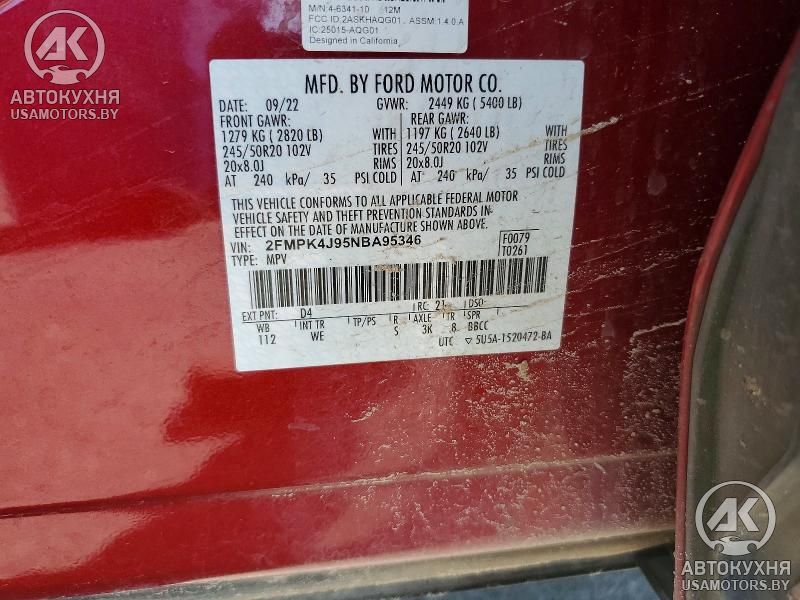 M/N:4-6341-10 12M
FCC ID:2ASKHAQG01. ASSM:1.4.0.A
IC:25015-AQG01
Designed in California
AK
АВТОКУХНЯ
USAMOTORS.BY
MFD. BY FORD MOTOR CO.
DATE: 09/22 GVWR: 2449 KG ( 5400 LB)
FRONT GAWR: REAR GAWR:
1279 KG ( 2820 LB) WITH 1197 KG ( 2640 LB) WITH
245/50R20 102V TIRES 245/50R20 102V TIRES
20x8.0J RIMS 20x8.0J RIMS
AT 240 kPa/ 35 PSI COLD AT 240 kPa/ 35 PSI COLD
THIS VEHICLE CONFORMS TO ALL APPLICABLE FEDERAL MOTOR
VEHICLE SAFETY AND THEFT PREVENTION STANDARDS IN
EFFECT ON THE DATE OF MANUFACTURE SHOWN ABOVE.
VIN: 2FMPK4J95NBA95346 F0079
TYPE: MPV T0261
EXT PNT: D4 RC: 21 DSO:
WB INT TR TP/PS R AXLE TR SPR
112 WE S 3K 8 BBCC
UTC ▽ 5U5A-1520472-BA
AK
АВТОКУХНЯ
USAMOTORS.BY